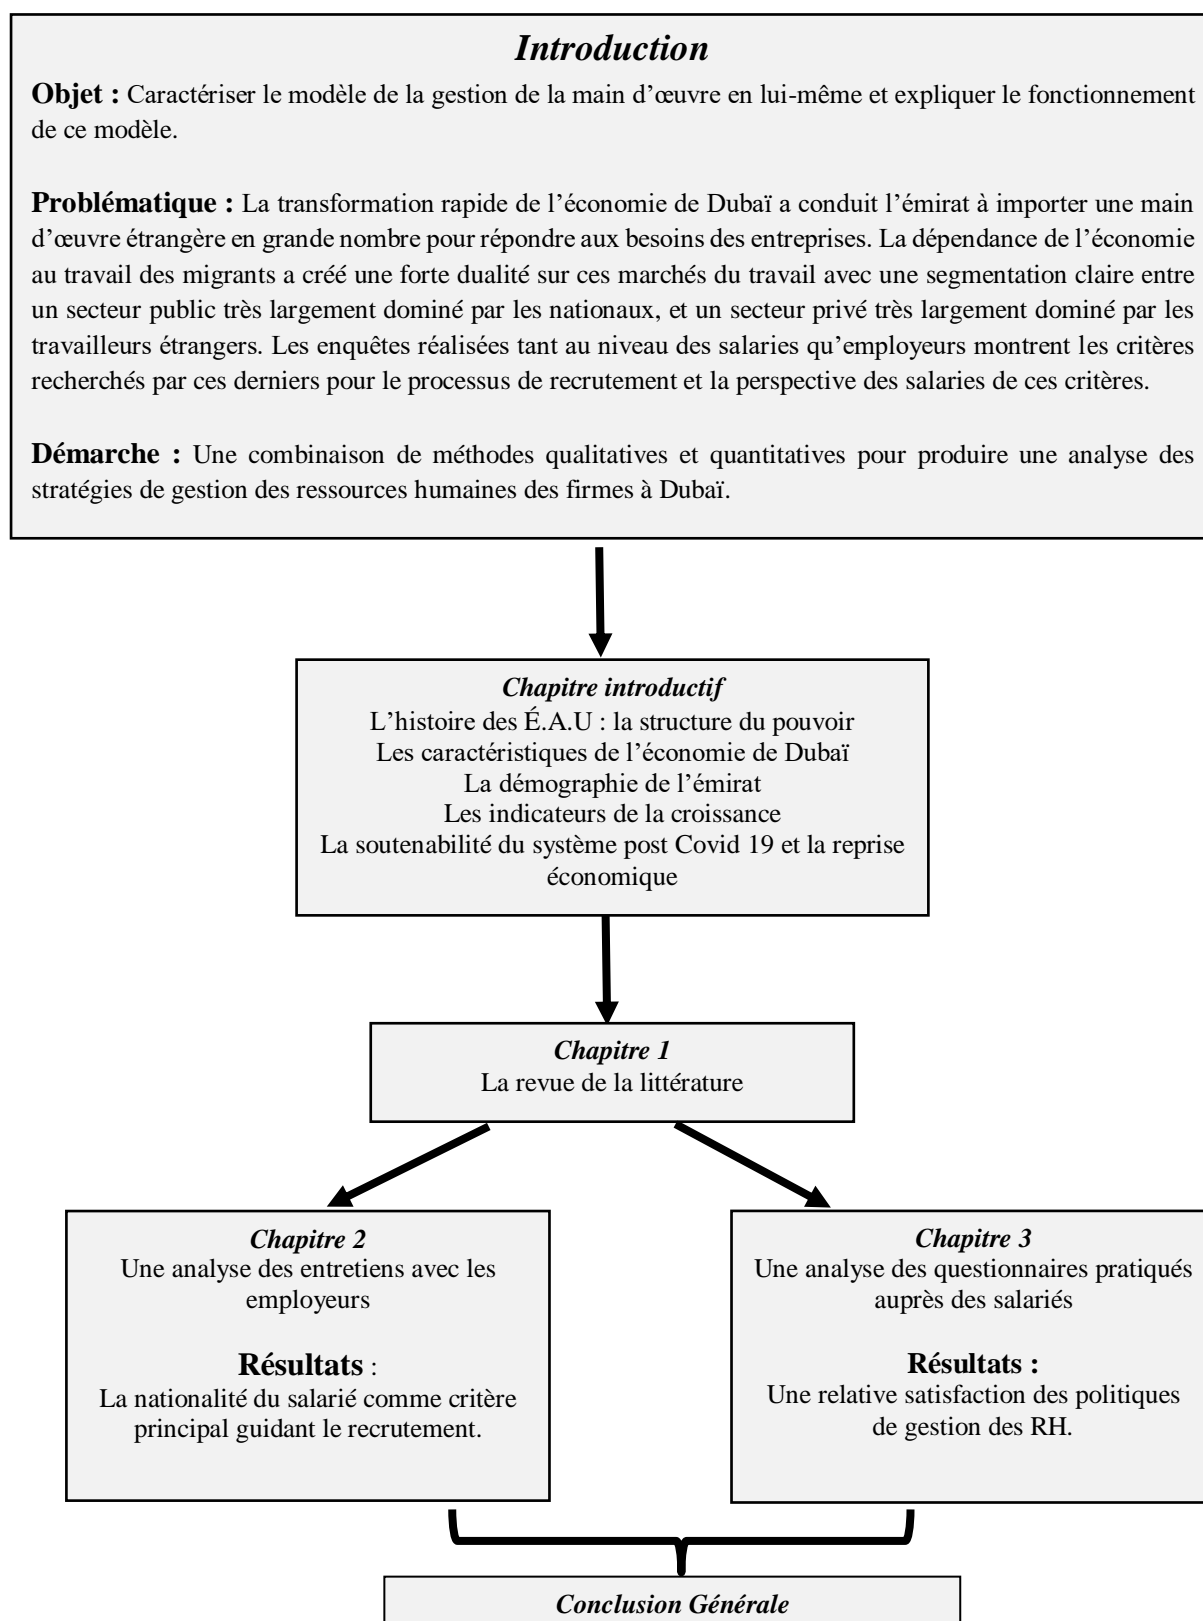 Introduction
Objet : Caractériser le modèle de la gestion de la main d’œuvre en lui-même et expliquer le fonctionnement
de ce modèle.
Problématique : La transformation rapide de l’économie de Dubaï a conduit l’émirat à importer une main
d’œuvre étrangère en grande nombre pour répondre aux besoins des entreprises. La dépendance de l’économie
au travail des migrants a créé une forte dualité sur ces marchés du travail avec une segmentation claire entre
un secteur public très largement dominé par les nationaux, et un secteur privé très largement dominé par les
travailleurs étrangers. Les enquêtes réalisées tant au niveau des salaries qu’employeurs montrent les critères
recherchés par ces derniers pour le processus de recrutement et la perspective des salaries de ces critères.
Démarche : Une combinaison de méthodes qualitatives et quantitatives pour produire une analyse des
stratégies de gestion des ressources humaines des firmes à Dubaï.
Chapitre introductif
L’histoire des É.A.U : la structure du pouvoir
Les caractéristiques de l’économie de Dubaï
La démographie de l’émirat
Les indicateurs de la croissance
La soutenabilité du système post Covid 19 et la reprise
économique
Chapitre 1
La revue de la littérature
Chapitre 2
Une analyse des entretiens avec les
employeurs
Résultats :
La nationalité du salarié comme critère
principal guidant le recrutement.
Chapitre 3
Une analyse des questionnaires pratiqués
auprès des salariés
Résultats :
Une relative satisfaction des politiques
de gestion des RH.
Conclusion Générale